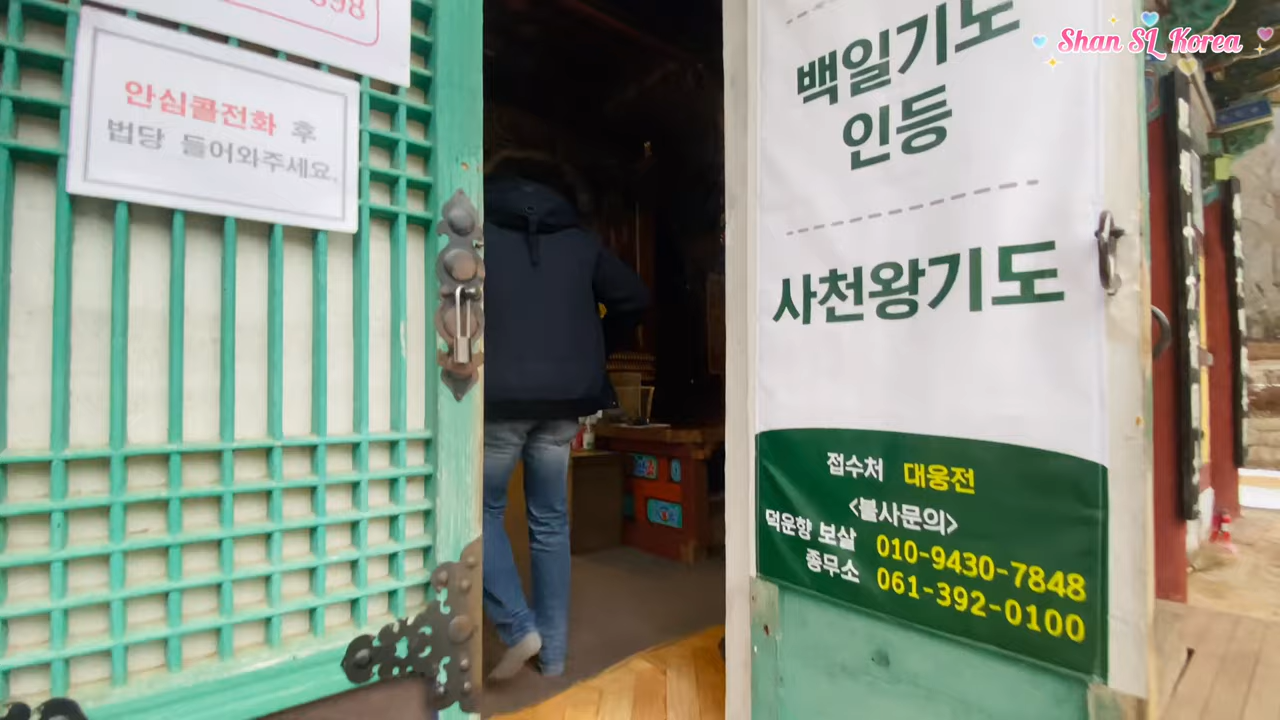 안심콜전화 후
법당 들어와주세요.
백일기도
인등
사천왕기도
접수처 대웅전
<불사문의>
덕운향 보살 010-9430-7848
종무소 061-392-0100
Shan SL Korea